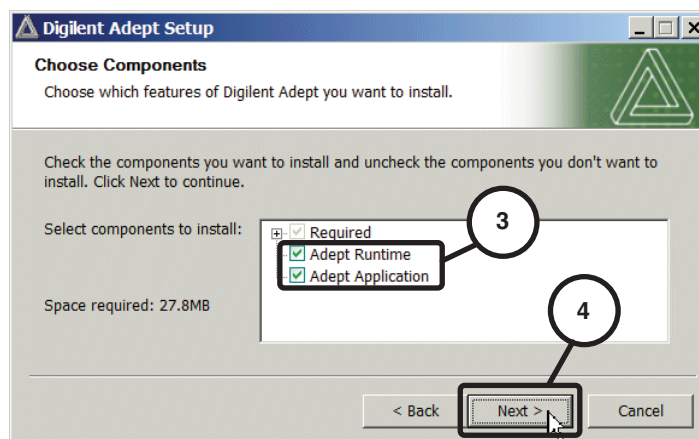 Digilent Adept Setup
Choose Components
Choose which features of Digilent Adept you want to install.
Check the components you want to install and uncheck the components you don't want to
install. Click Next to continue.
Select components to install:
Required
Adept Runtime
Adept Application
3
Space required: 27.8MB
4
< Back
Next >
Cancel